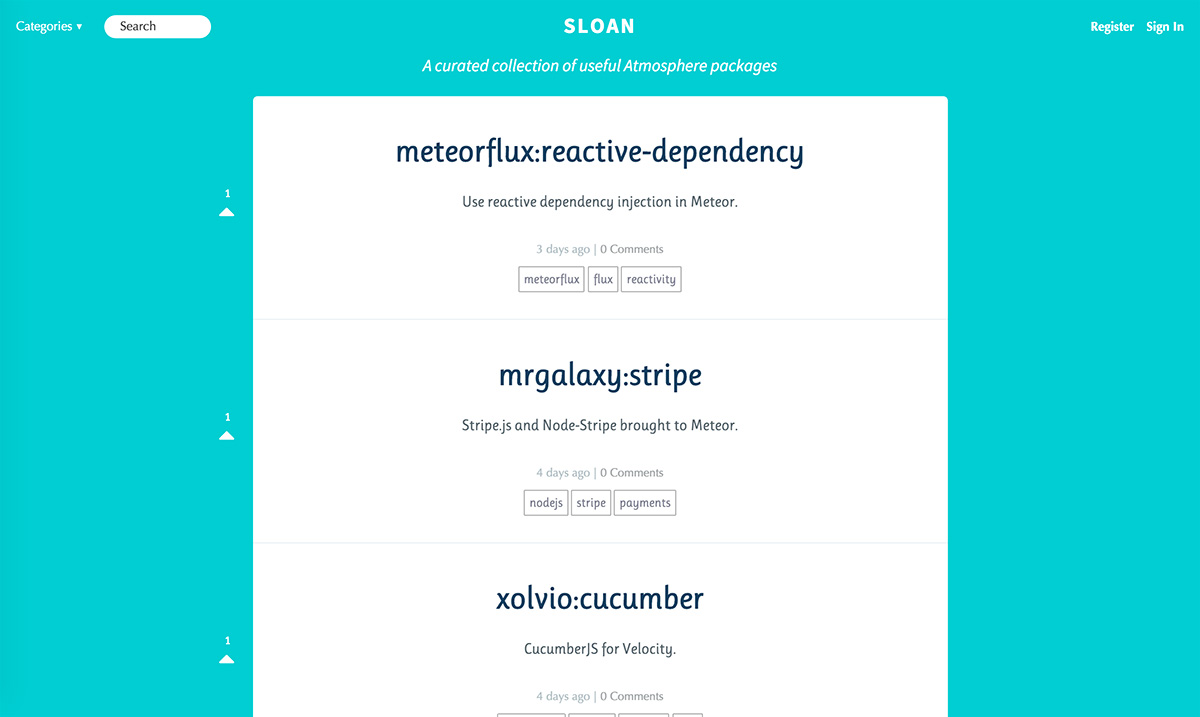 Categories ▾ Search SLOAN Register Sign In
A curated collection of useful Atmosphere packages
meteorflux:reactive-dependency
1
Use reactive dependency injection in Meteor.
3 days ago | 0 Comments
meteorflux flux reactivity
mrgalaxy:stripe
1
Stripe.js and Node-Stripe brought to Meteor.
4 days ago | 0 Comments
nodejs stripe payments
xolvio:cucumber
1
CucumberJS for Velocity.
4 days ago | 0 Comments